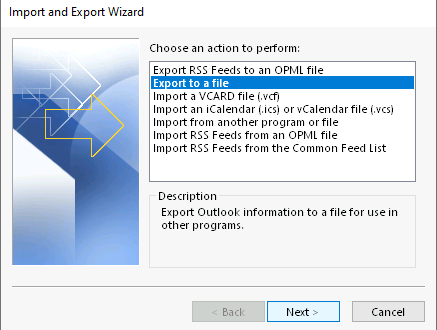 Import and Export Wizard
Choose an action to perform:
Export RSS Feeds to an OPML file
Export to a file
Import a VCARD file (.vcf)
Import an iCalendar (.ics) or vCalendar file (.vcs)
Import from another program or file
Import RSS Feeds from an OPML file
Import RSS Feeds from the Common Feed List
Description
Export Outlook information to a file for use in
other programs.
< Back Next > Cancel